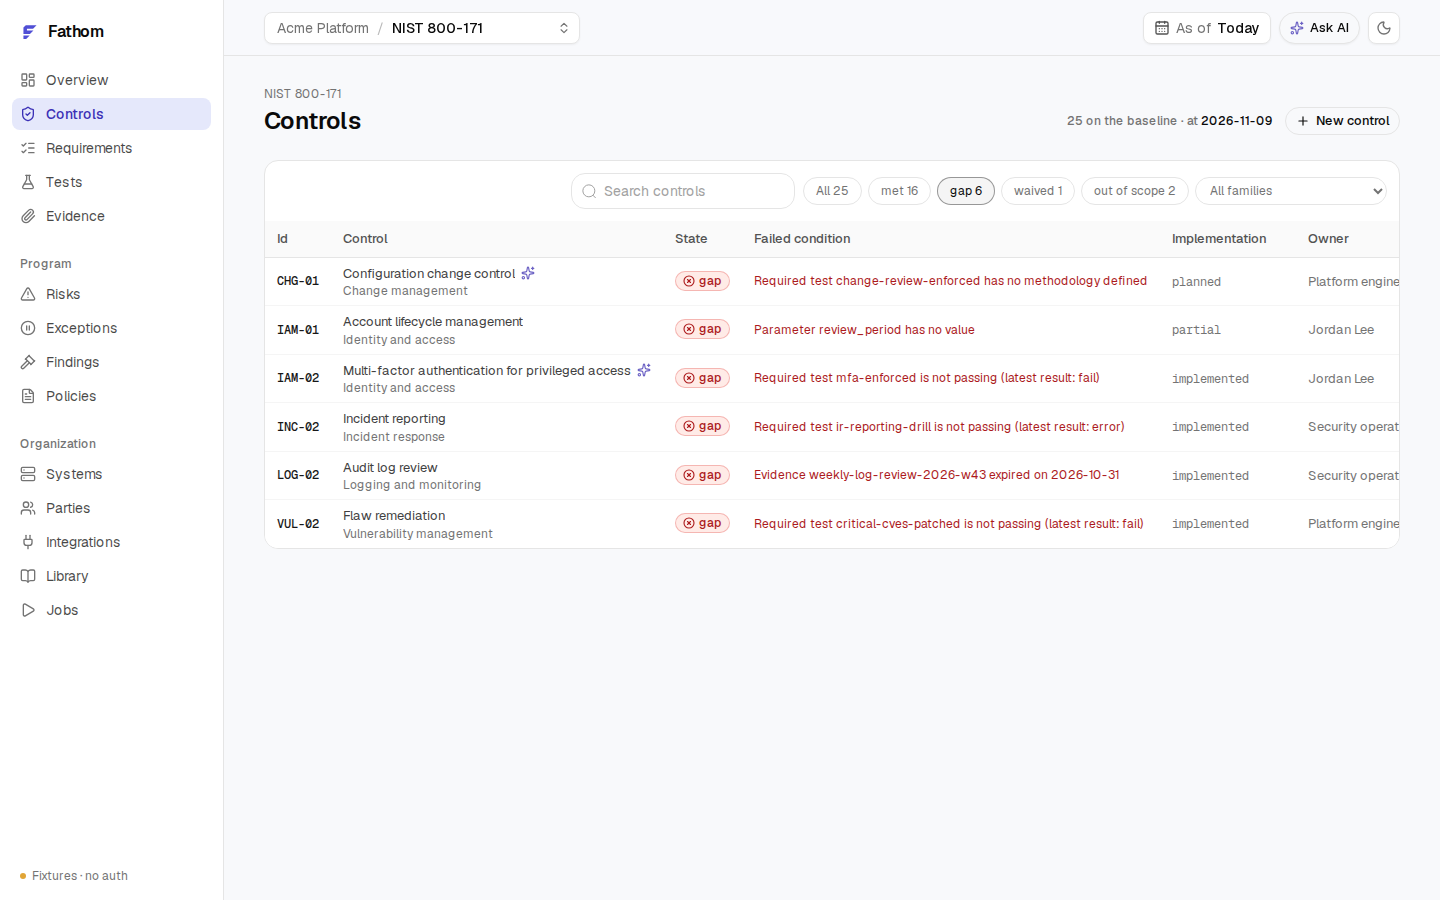 Fathom
Overview
Controls
Requirements
Tests
Evidence
Program
Risks
Exceptions
Findings
Policies
Organization
Systems
Parties
Integrations
Library
Jobs
Fixtures · no auth
Acme Platform / NIST 800-171
As of Today
Ask AI
NIST 800-171
Controls
25 on the baseline · at 2026-11-09
New control
Search controls
All 25
met 16
gap 6
waived 1
out of scope 2
All families
Id Control State Failed condition Implementation Owner
CHG-01 Configuration change control gap Required test change-review-enforced has no methodology defined planned Platform engine
Change management
IAM-01 Account lifecycle management gap Parameter review_period has no value partial Jordan Lee
Identity and access
IAM-02 Multi-factor authentication for privileged access gap Required test mfa-enforced is not passing (latest result: fail) implemented Jordan Lee
Identity and access
INC-02 Incident reporting gap Required test ir-reporting-drill is not passing (latest result: error) implemented Security operat
Incident response
LOG-02 Audit log review gap Evidence weekly-log-review-2026-w43 expired on 2026-10-31 implemented Security operat
Logging and monitoring
VUL-02 Flaw remediation gap Required test critical-cves-patched is not passing (latest result: fail) implemented Platform engine
Vulnerability management